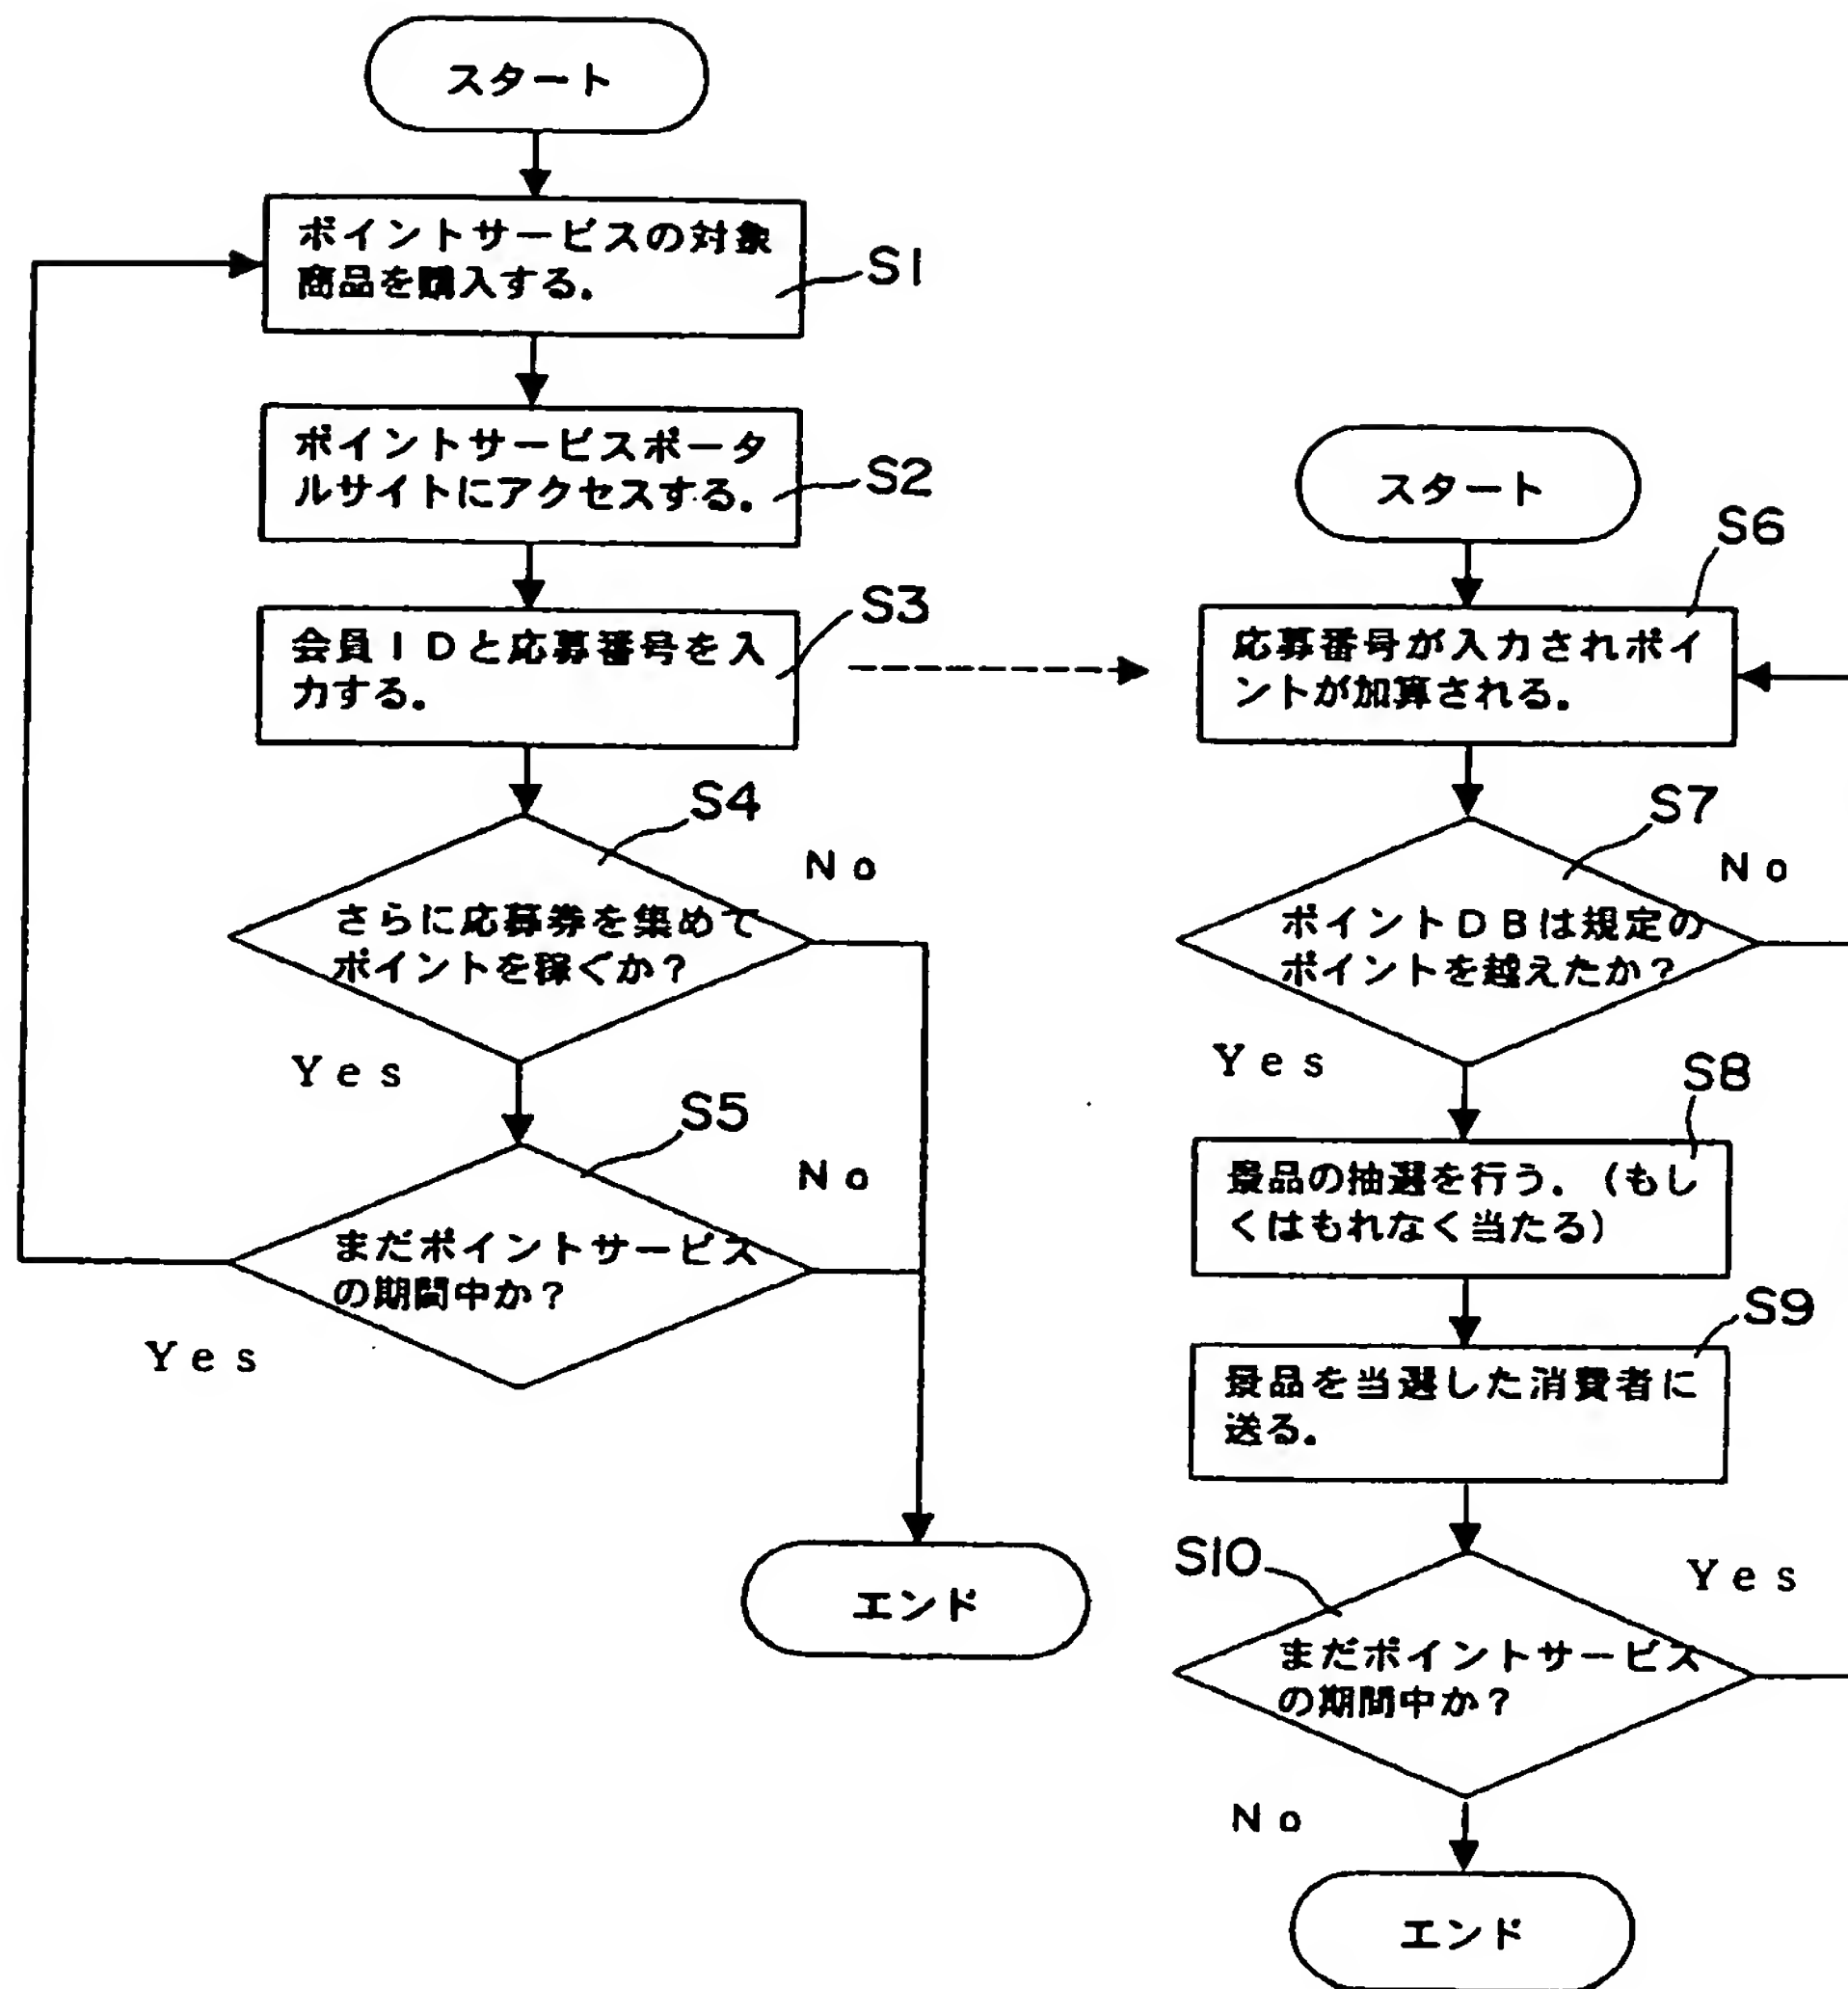 スタート
ポイントサービスの対象
商品を購入する。
S1
ポイントサービスポータ
ルサイトにアクセスする。
S2
会員IDと応募番号を入
力する。
S3
さらに応募券を集めて
ポイントを稼ぐか?
S4
No
Yes
まだポイントサービス
の期間中か?
S5
No
Yes
エンド
スタート
応募番号が入力されポイ
ントが加算される。
S6
ポイントDBは規定の
ポイントを越えたか?
S7
No
Yes
景品の抽選を行う。(もし
くはもれなく当たる)
S8
景品を当選した消費者に
送る。
S9
まだポイントサービス
の期間中か?
S10
Yes
No
エンド